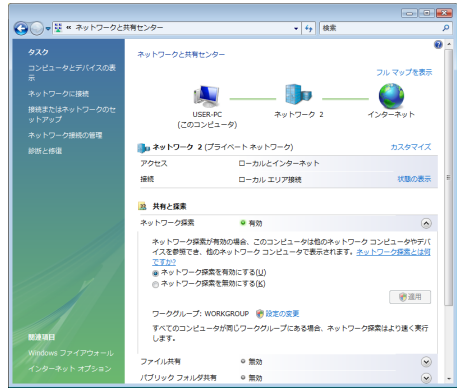 « ネットワークと共有センター
検索
タスク
コンピュータとデバイスの表
示
ネットワークに接続
接続またはネットワークのセ
ットアップ
ネットワーク接続の管理
診断と修復
関連項目
Windows ファイアウォール
インターネット オプション
ネットワークと共有センター
フル マップを表示
USER-PC
(このコンピュータ)
ネットワーク 2
インターネット
ネットワーク 2 (プライベート ネットワーク)
カスタマイズ
アクセス
ローカルとインターネット
接続
ローカル エリア接続
状態の表示
共有と探索
ネットワーク探索
有効
ネットワーク探索が有効の場合、このコンピュータは他のネットワーク コンピュータやデバ
イスを参照でき、他のネットワーク コンピュータで表示されます。ネットワーク探索とは何
ですか?
ネットワーク探索を有効にする(U)
ネットワーク探索を無効にする(K)
適用
ワークグループ: WORKGROUP 設定の変更
すべてのコンピュータが同じワークグループにある場合、ネットワーク探索はより速く実行
します。
ファイル共有
無効
パブリック フォルダ共有
無効